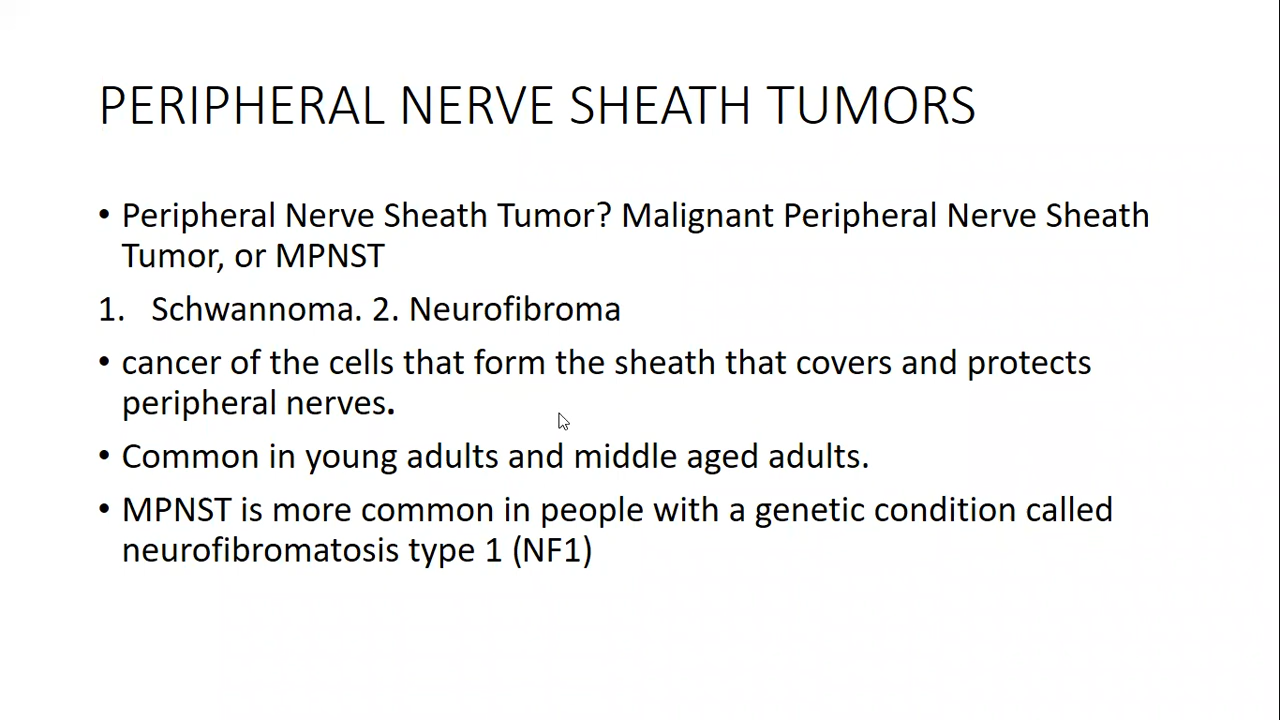 PERIPHERAL NERVE SHEATH TUMORS
• Peripheral Nerve Sheath Tumor? Malignant Peripheral Nerve Sheath
Tumor, or MPNST
1. Schwannoma. 2. Neurofibroma
• cancer of the cells that form the sheath that covers and protects
peripheral nerves.
• Common in young adults and middle aged adults.
• MPNST is more common in people with a genetic condition called
neurofibromatosis type 1 (NF1)